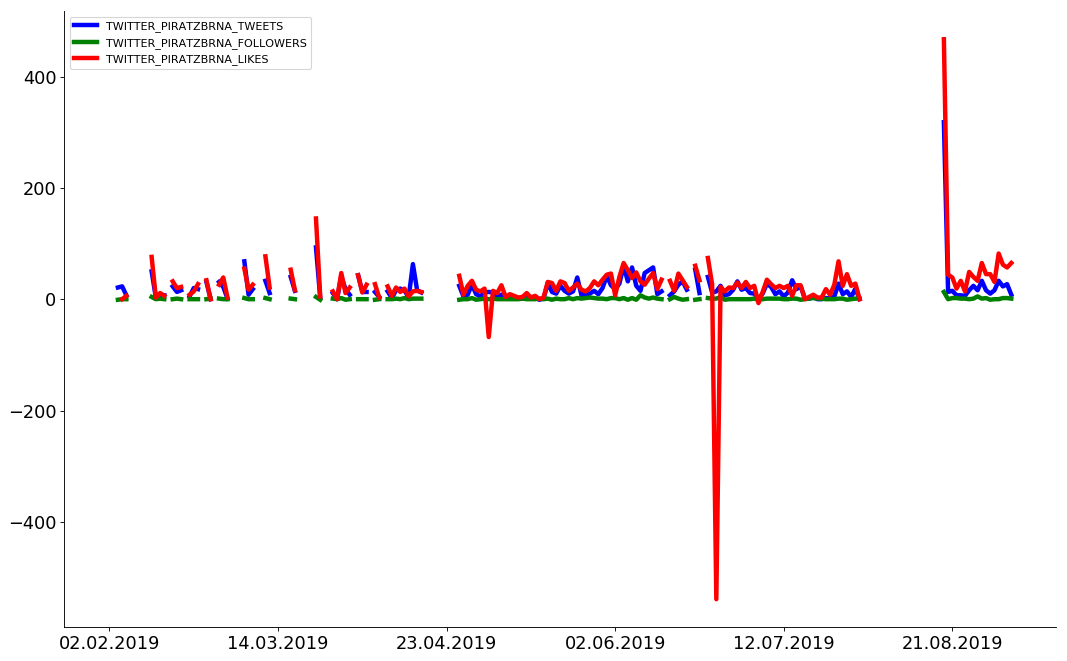 TWITTER_PIRATZBRNA_TWEETS
TWITTER_PIRATZBRNA_FOLLOWERS
TWITTER_PIRATZBRNA_LIKES
400
200
0
−200
−400
02.02.2019 14.03.2019 23.04.2019 02.06.2019 12.07.2019 21.08.2019